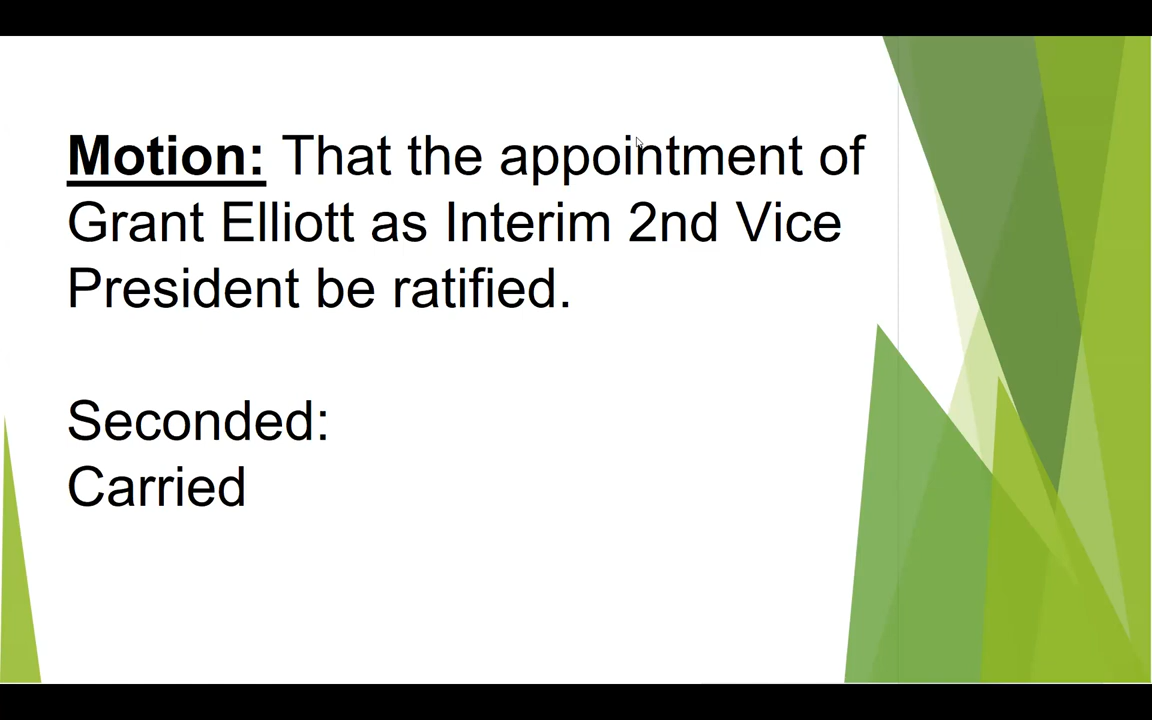 Motion: That the appointment of
Grant Elliott as Interim 2nd Vice
President be ratified.
Seconded:
Carried